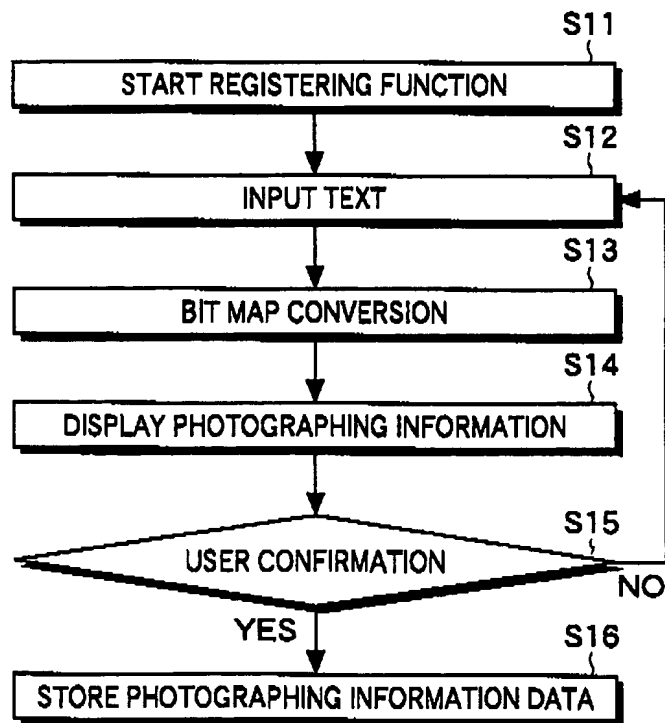 S11
START REGISTERING FUNCTION
S12
INPUT TEXT
S13
BIT MAP CONVERSION
S14
DISPLAY PHOTOGRAPHING INFORMATION
S15
USER CONFIRMATION
NO
YES
S16
STORE PHOTOGRAPHING INFORMATION DATA